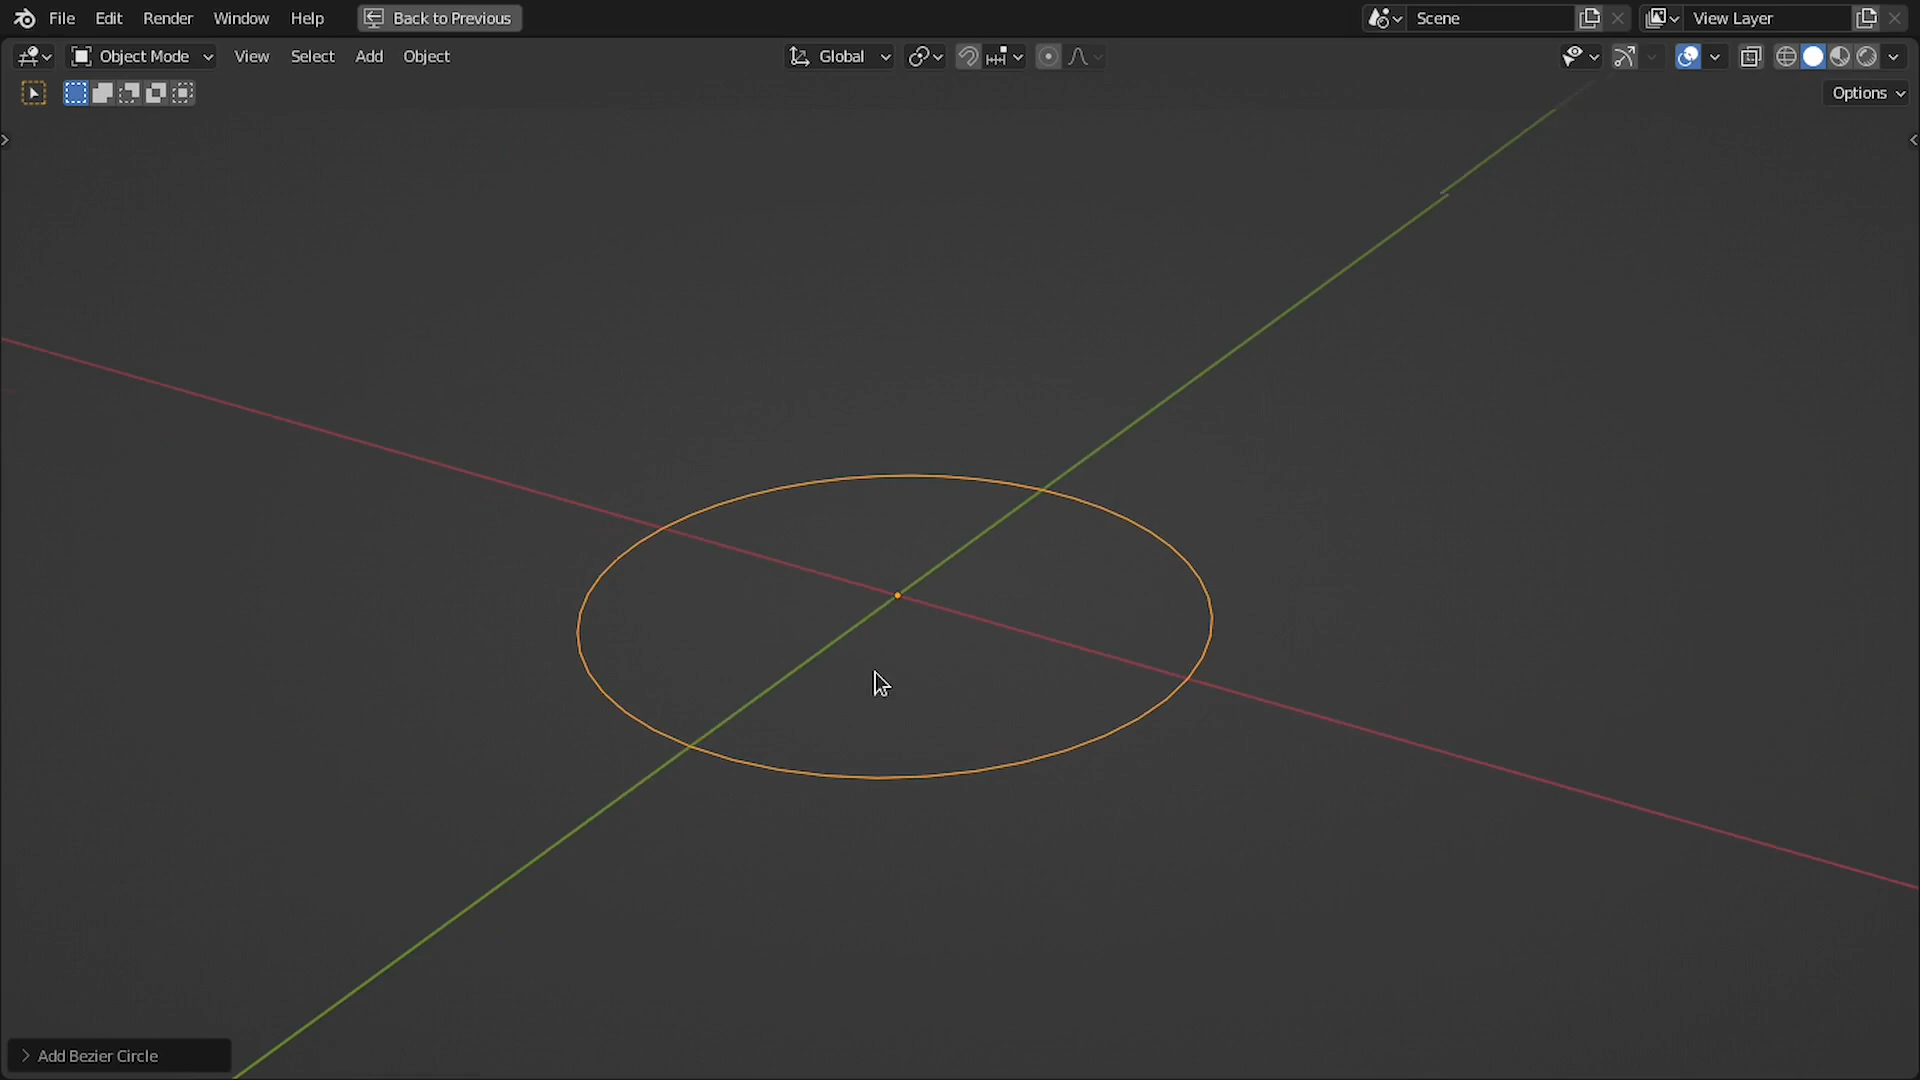 File Edit Render Window Help Back to Previous Scene View Layer
Object Mode View Select Add Object Global
Options
Add Bezier Circle